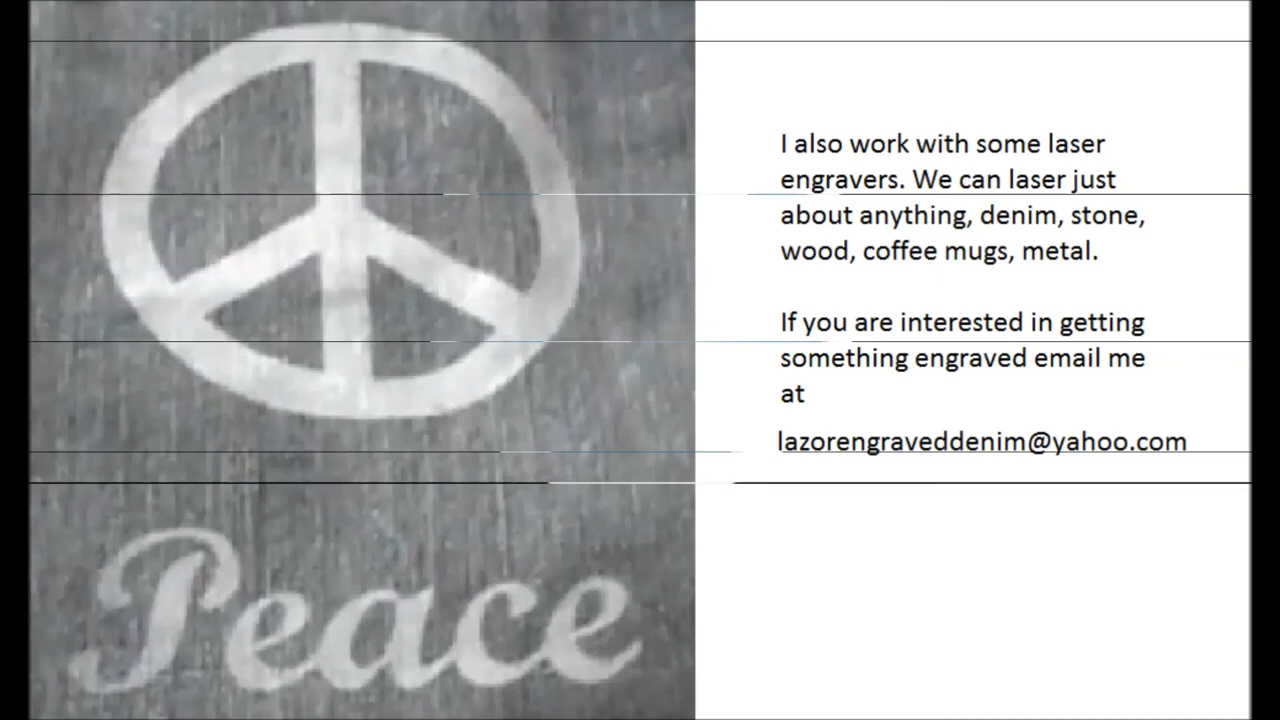 I also work with some laser
engravers. We can laser just
about anything, denim, stone,
wood, coffee mugs, metal.
If you are interested in getting
something engraved email me
at
lazorengraveddenim@yahoo.com
Peace